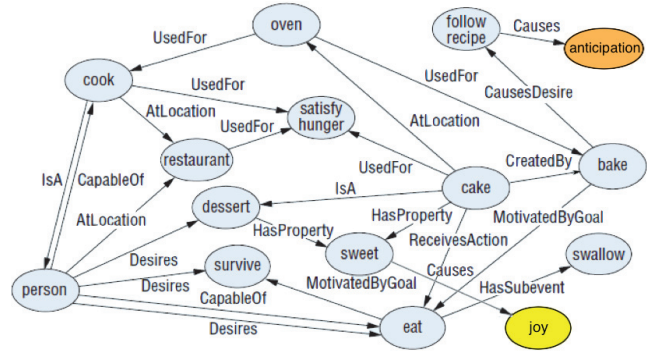 oven
follow
recipe
Causes
anticipation
UsedFor
cook
UsedFor
UsedFor
CausesDesire
AtLocation
satisfy
hunger
AtLocation
UsedFor
restaurant
UsedFor
CreatedBy
bake
IsA
CapableOf
IsA
cake
AtLocation
dessert
HasProperty
MotivatedByGoal
HasProperty
ReceivesAction
swallow
Desires
survive
sweet
person
Desires
MotivatedByGoal
Causes
HasSubevent
CapableOf
Desires
eat
joy